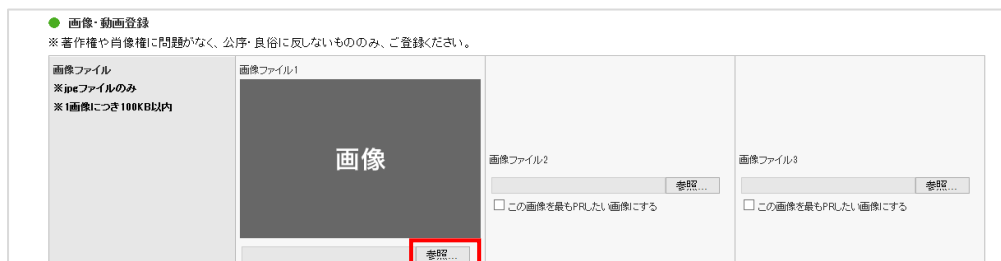 画像・動画登録
※著作権や肖像権に問題がなく、公序・良俗に反しないもののみ、ご登録ください。
画像ファイル
※jpeファイルのみ
※1画像につき100KB以内
画像ファイル1
画像
参照...
画像ファイル2
参照...
この画像を最もPRしたい画像にする
画像ファイル3
参照...
この画像を最もPRしたい画像にする